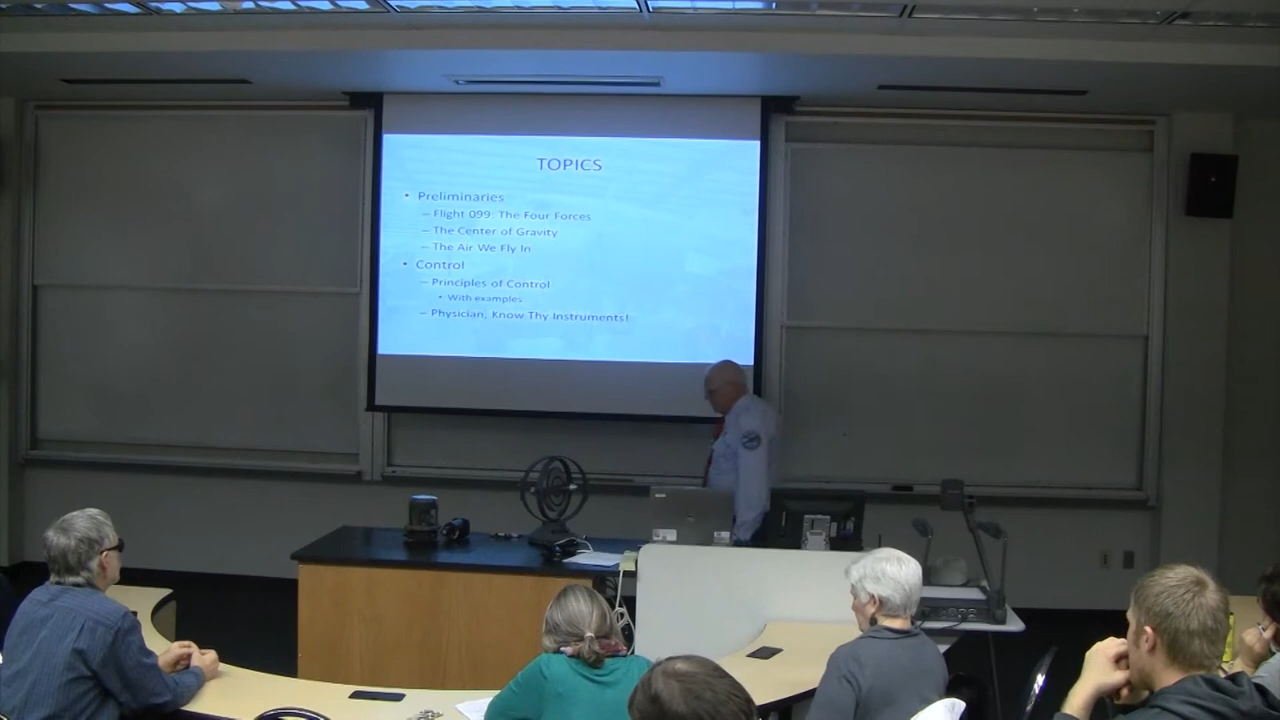 TOPICS
• Preliminaries
– Flight 099: The Four Forces
– The Center of Gravity
– The Air We Fly In
• Control
– Principles of Control
• With examples
– Physician, Know Thy Instruments!